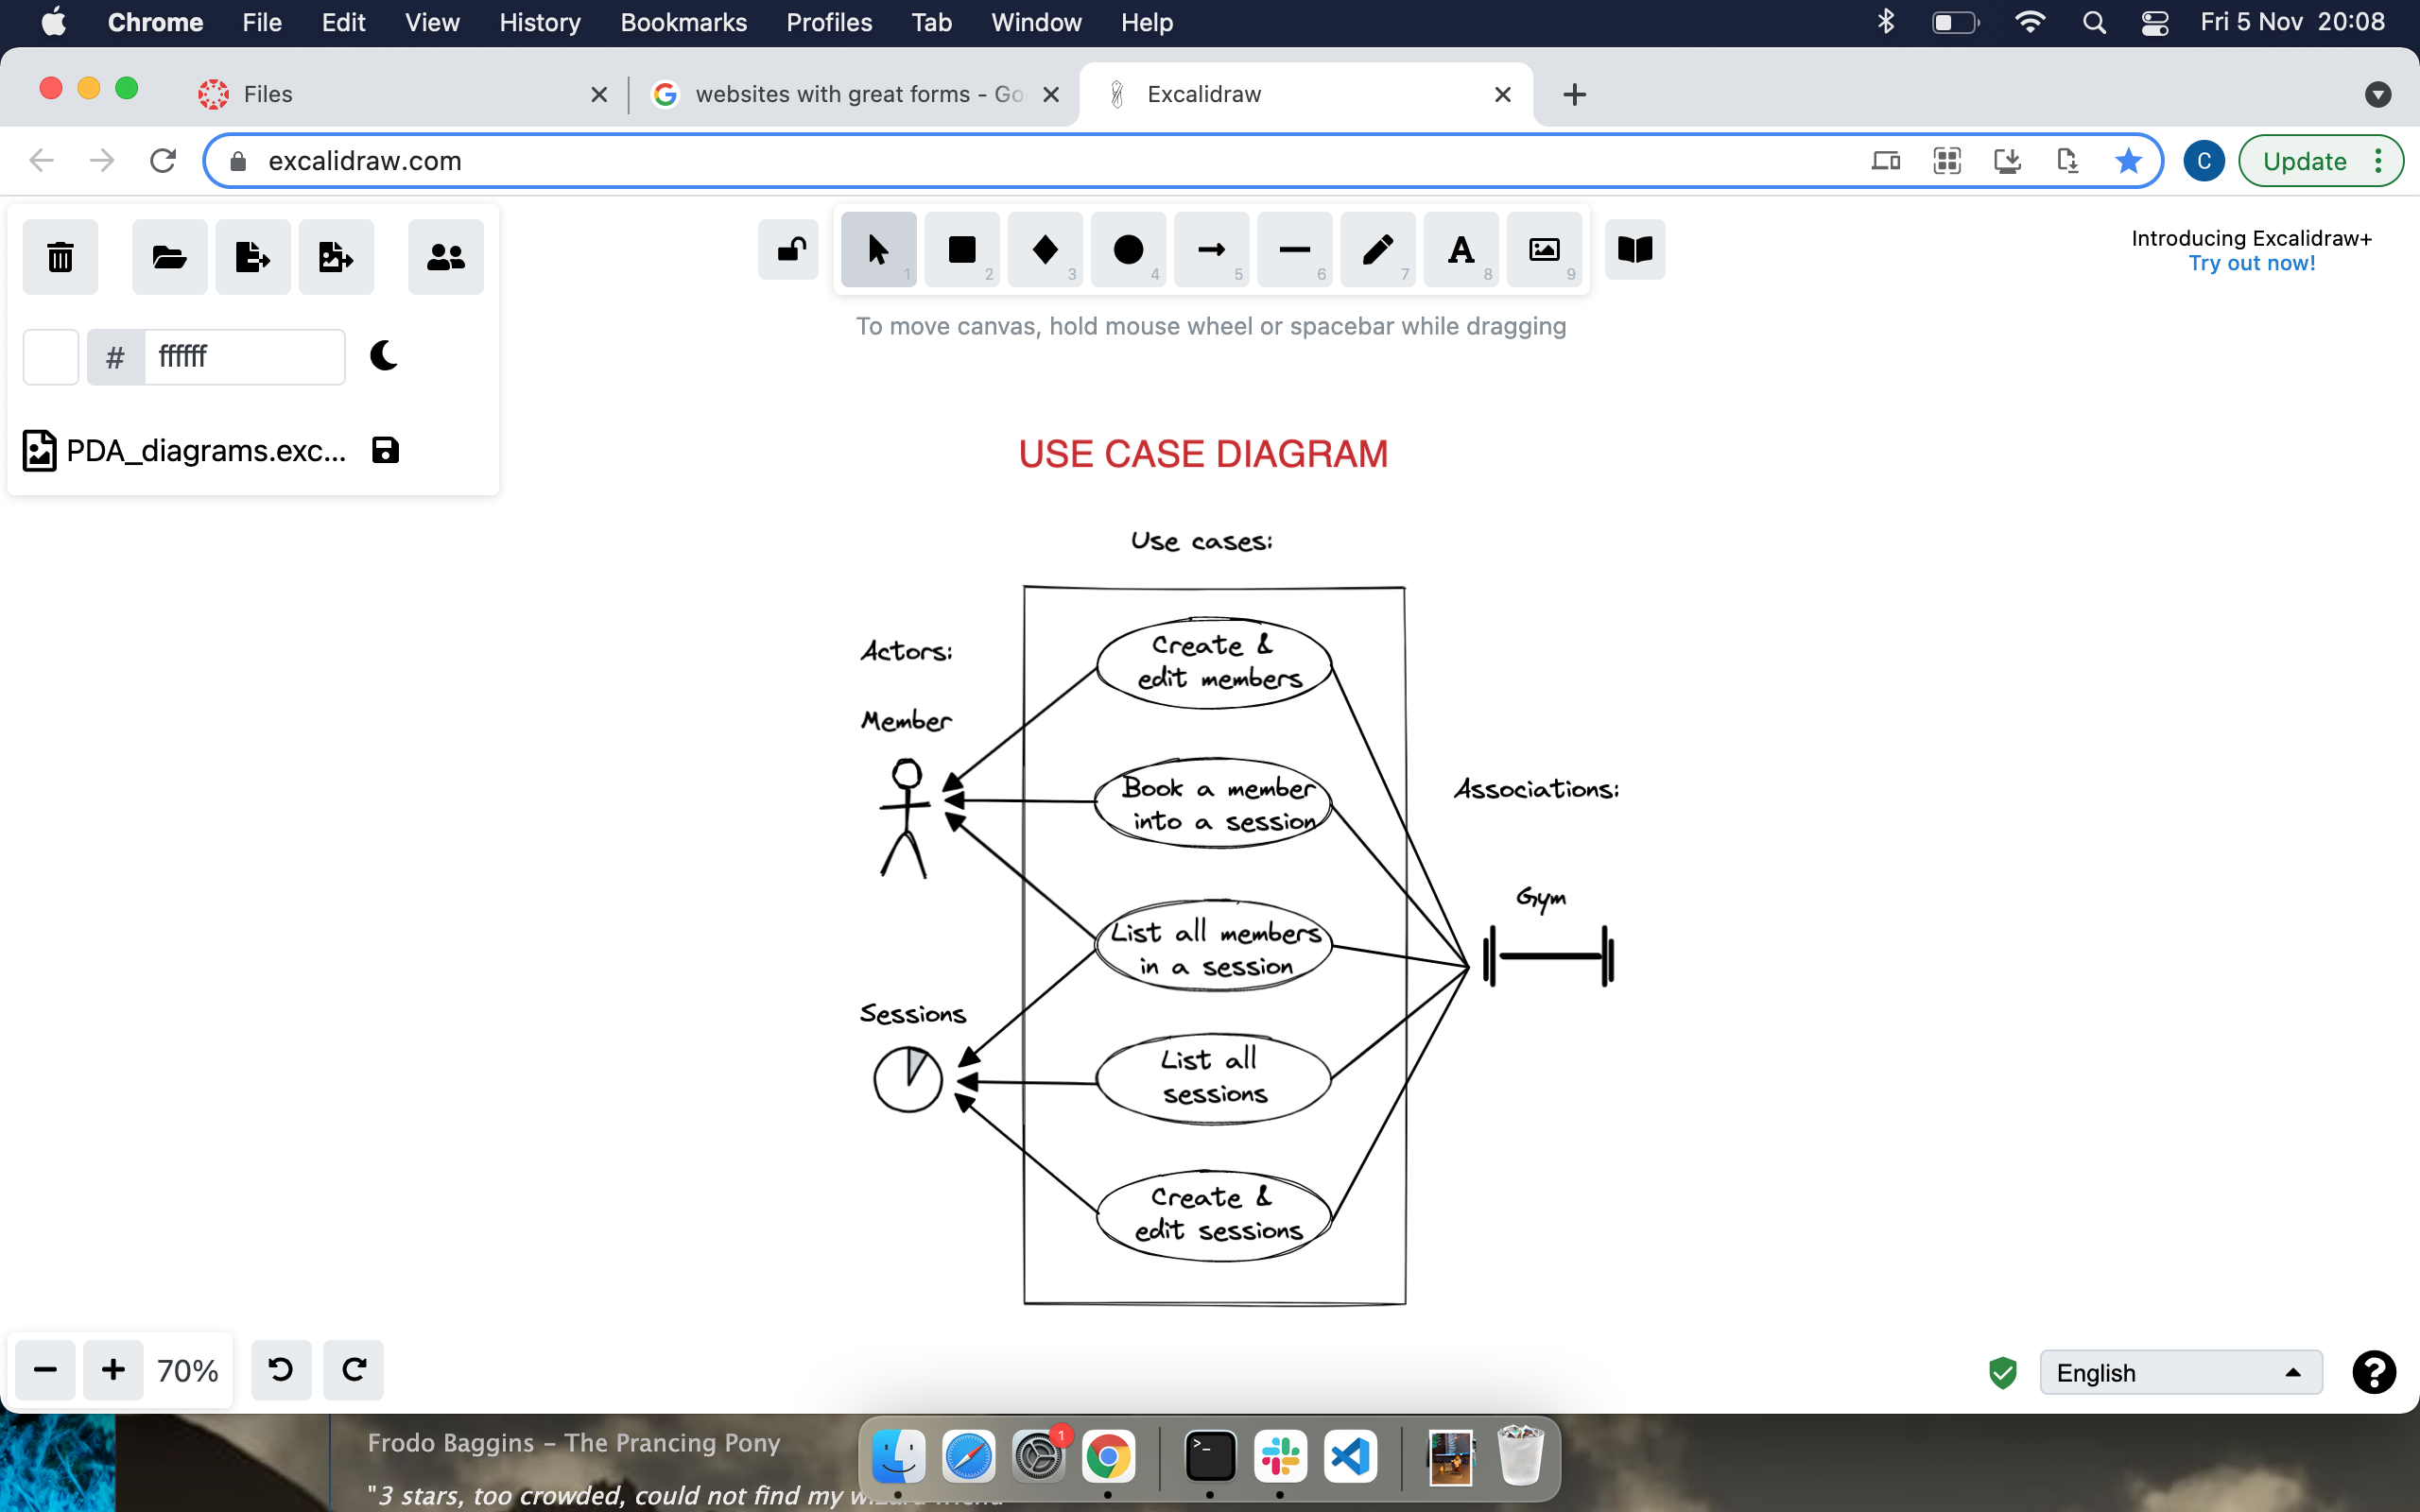 Chrome File Edit View History Bookmarks Profiles Tab Window Help Fri 5 Nov 20:08
Files websites with great forms - Go Excalidraw
excalidraw.com C Update
1 2 3 4 5 6 7 A 8 9
Introducing Excalidraw+
Try out now!
To move canvas, hold mouse wheel or spacebar while dragging
# ffffff
PDA_diagrams.exc...
USE CASE DIAGRAM
Use cases:
Actors:
Member
Create &
edit members
Book a member
into a session
Associations:
List all members
in a session
Gym
Sessions
List all
sessions
Create &
edit sessions
70%
English ?
Frodo Baggins – The Prancing Pony
1
>_
"3 stars, too crowded, could not find my